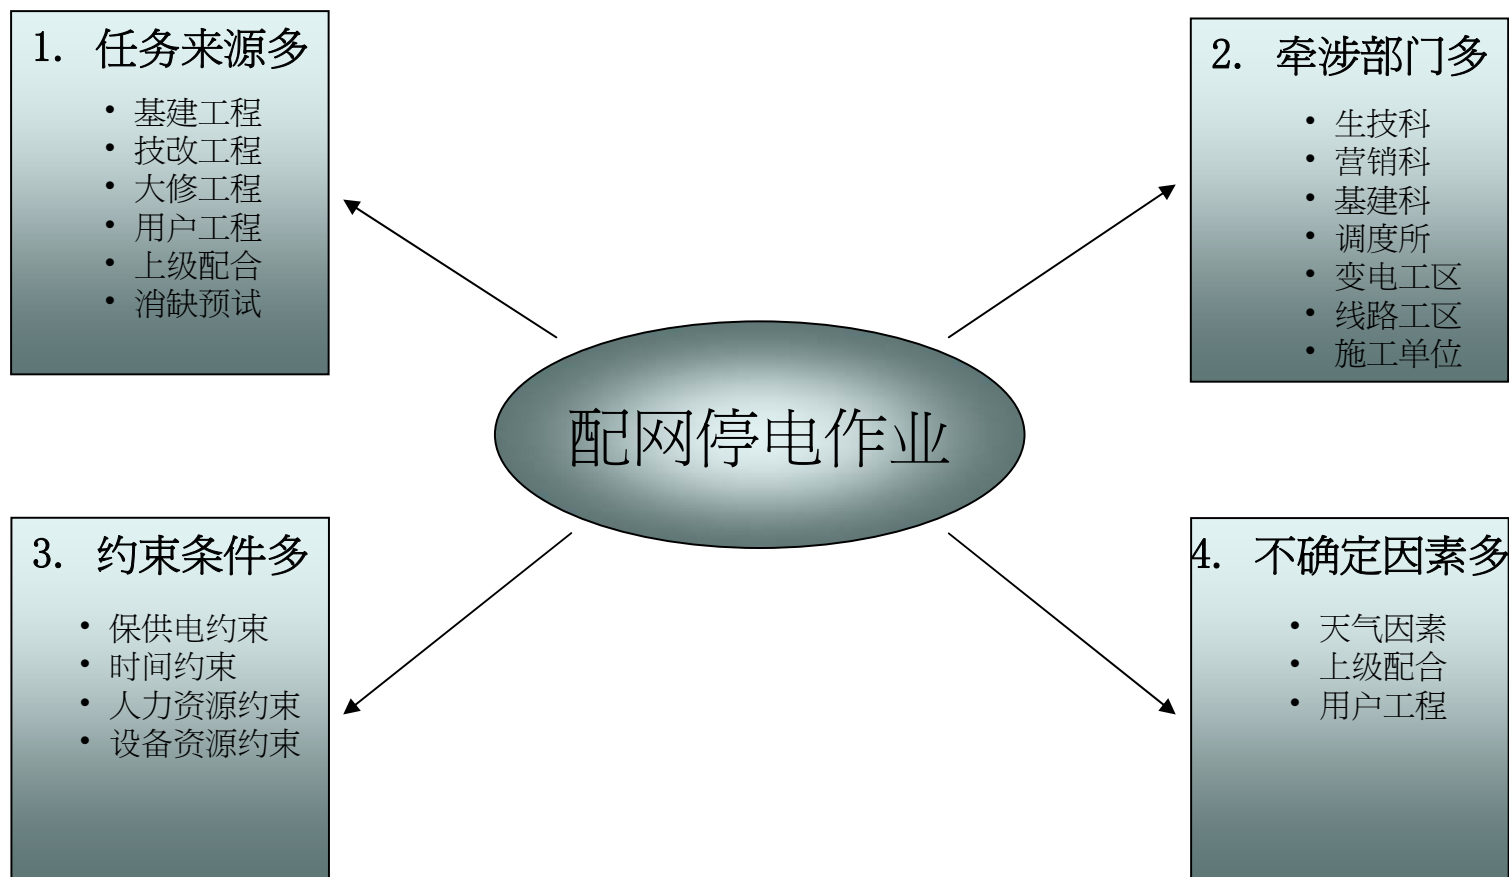 1. 任务来源多
• 基建工程
• 技改工程
• 大修工程
• 用户工程
• 上级配合
• 消缺预试
2. 牵涉部门多
• 生技科
• 营销科
• 基建科
• 调度所
• 变电工区
• 线路工区
• 施工单位
配网停电作业
3. 约束条件多
• 保供电约束
• 时间约束
• 人力资源约束
• 设备资源约束
4. 不确定因素多
• 天气因素
• 上级配合
• 用户工程